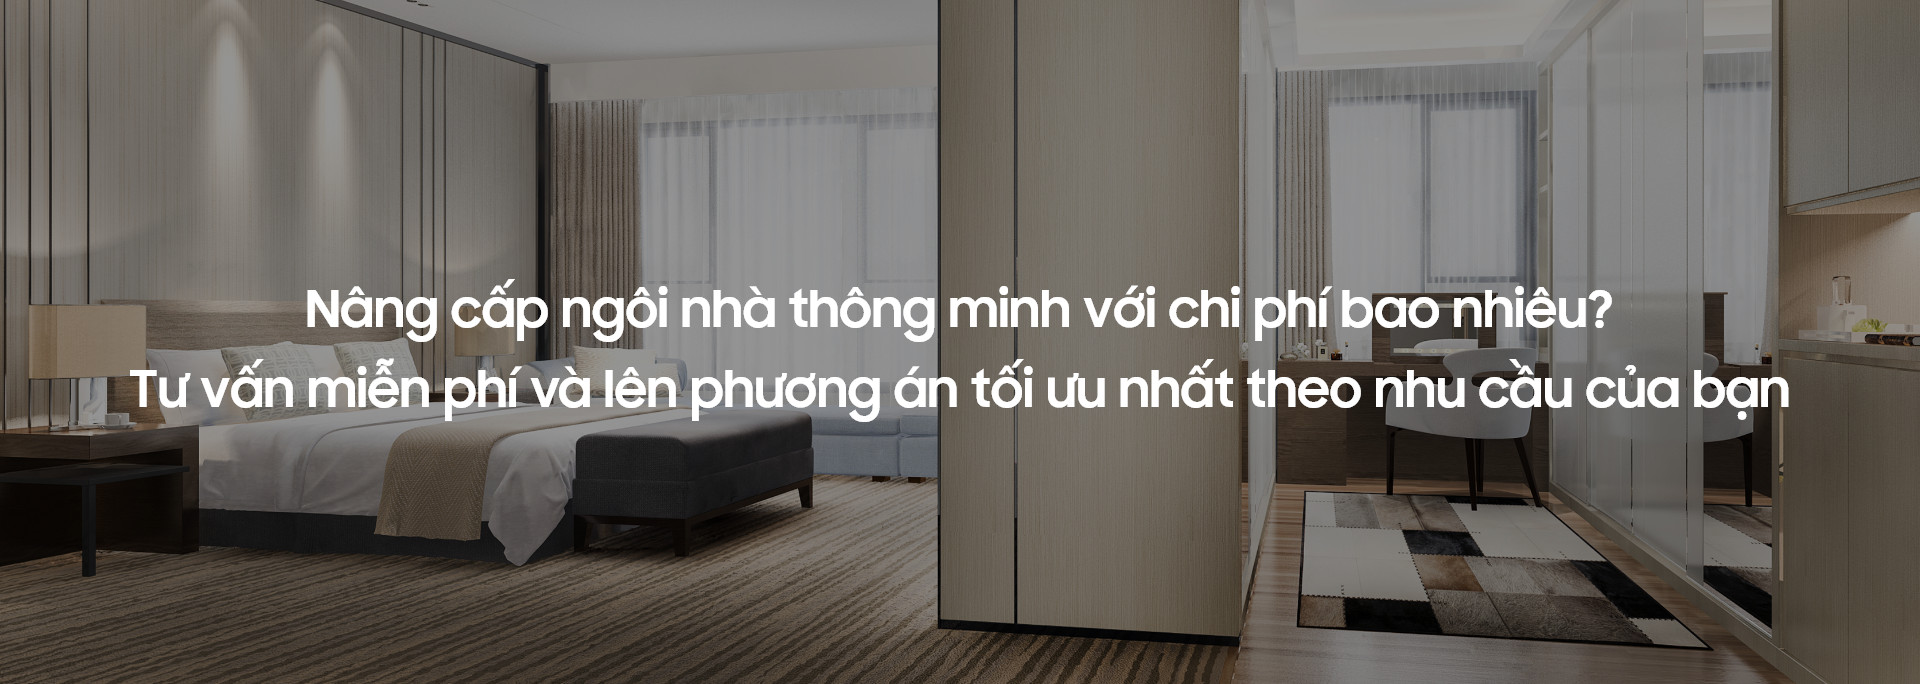 Nâng cấp ngôi nhà thông minh với chi phí bao nhiêu?
Tư vấn miễn phí và lên phương án tối ưu nhất theo nhu cầu của bạn